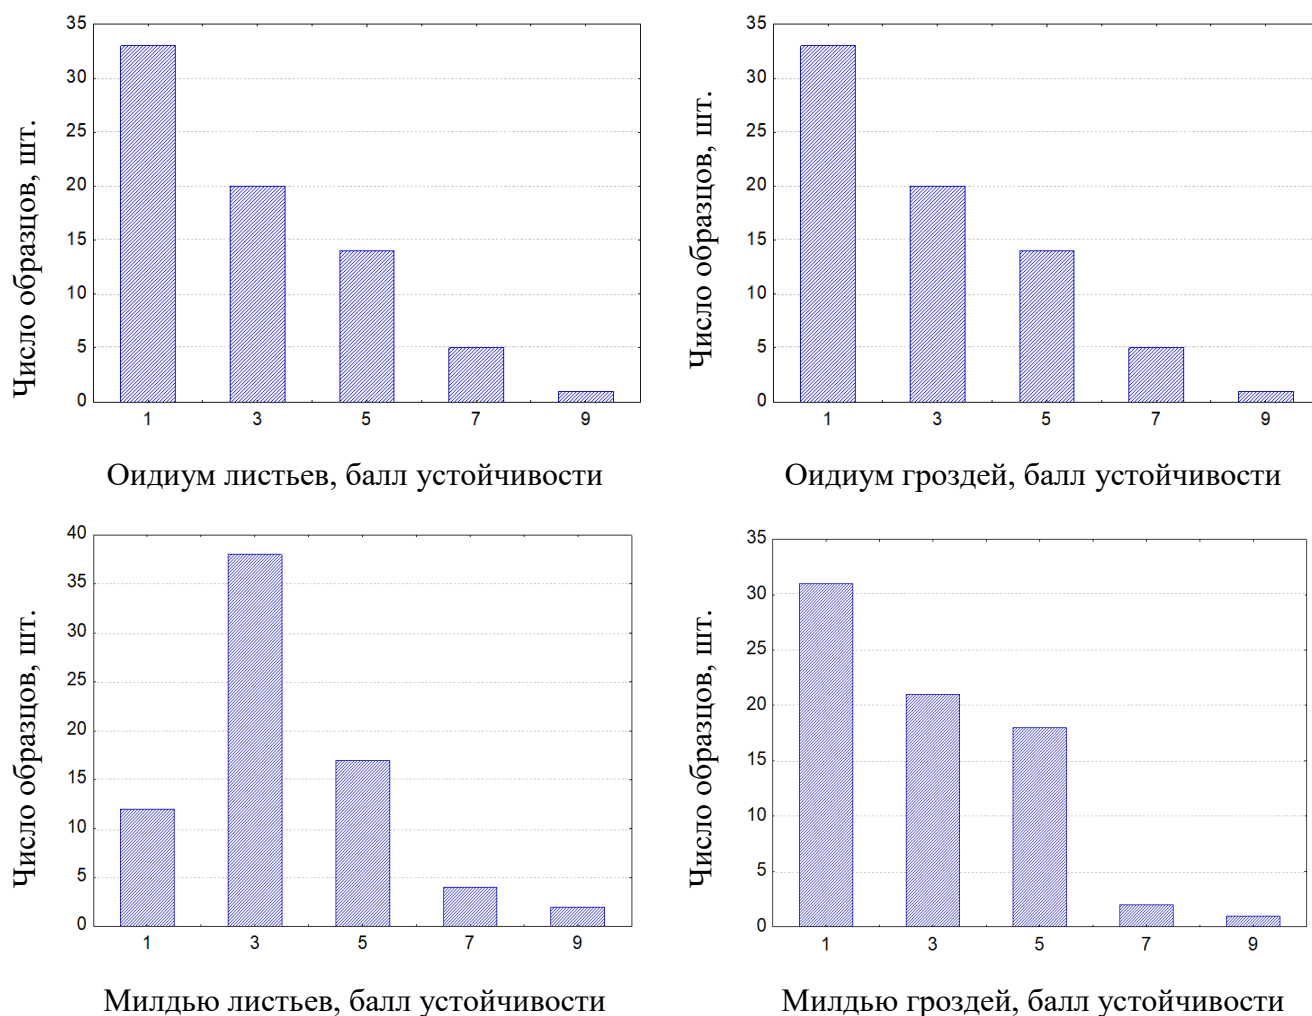 Число образцов, шт.
35
30
25
20
15
10
5
0
1 3 5 7 9
Оидиум листьев, балл устойчивости
Число образцов, шт.
35
30
25
20
15
10
5
0
1 3 5 7 9
Оидиум гроздей, балл устойчивости
Число образцов, шт.
40
35
30
25
20
15
10
5
0
1 3 5 7 9
Милдью листьев, балл устойчивости
Число образцов, шт.
35
30
25
20
15
10
5
0
1 3 5 7 9
Милдью гроздей, балл устойчивости